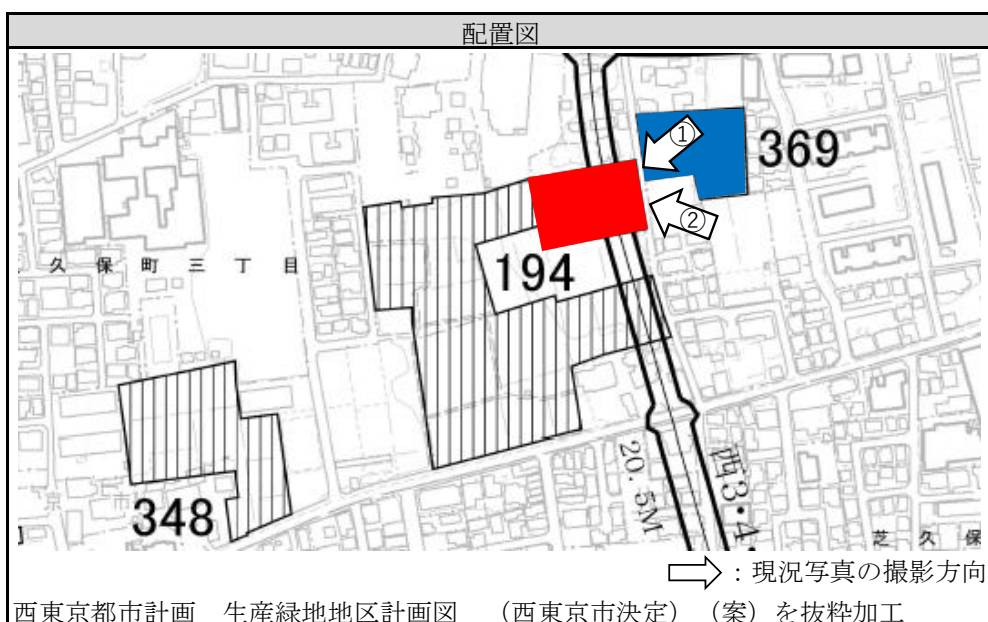 配置図
①
369
②
久保町三丁目
194
348
20.5M
西3・4・
芝久保
：現況写真の撮影方向
西東京都市計画　生産緑地地区計画図　（西東京市決定）（案）を抜粋加工